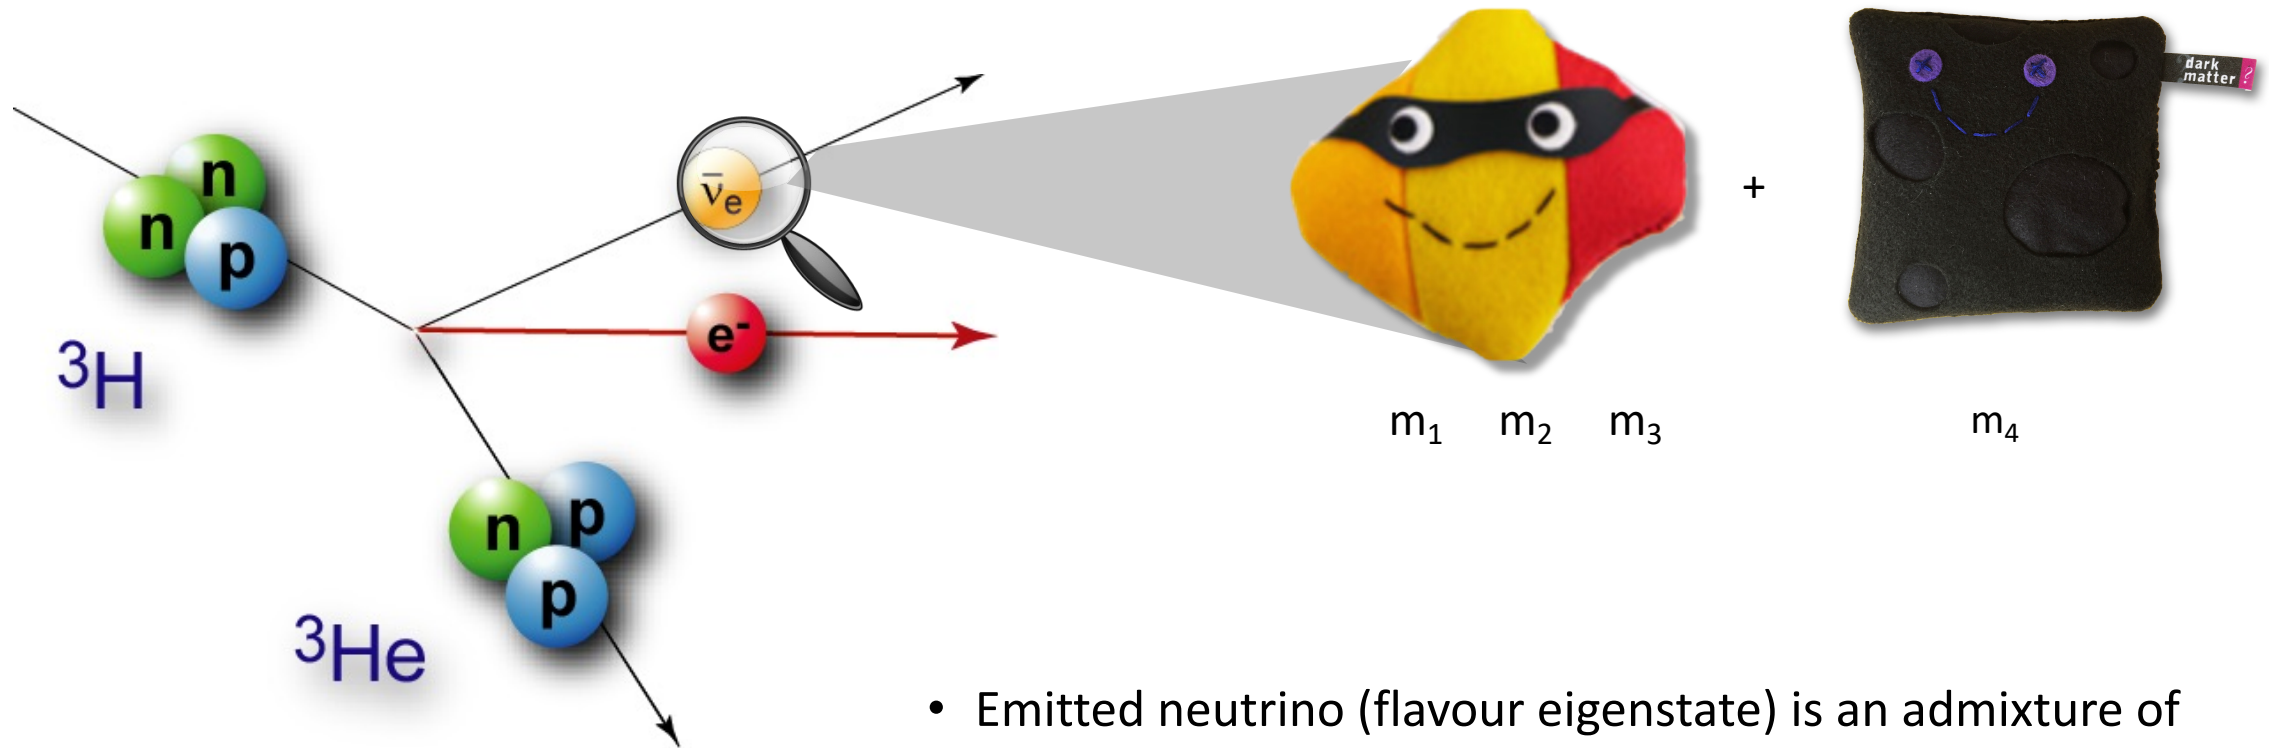 n
n
p
³H
ν̄ₑ
e⁻
n
p
p
³He
+
dark
matter ?
m₁ m₂ m₃
m₄
• Emitted neutrino (flavour eigenstate) is an admixture of